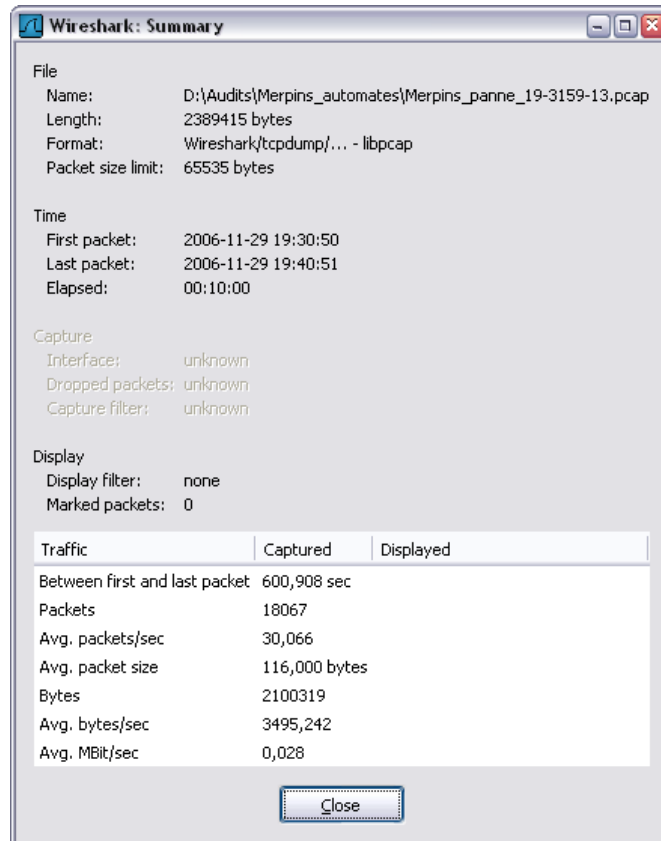 Wireshark: Summary
File
Name: D:\Audits\Merpins_automates\Merpins_panne_19-3159-13.pcap
Length: 2389415 bytes
Format: Wireshark/tcpdump/... - libpcap
Packet size limit: 65535 bytes
Time
First packet: 2006-11-29 19:30:50
Last packet: 2006-11-29 19:40:51
Elapsed: 00:10:00
Capture
Interface: unknown
Dropped packets: unknown
Capture filter: unknown
Display
Display filter: none
Marked packets: 0
Traffic Captured Displayed
Between first and last packet 600,908 sec
Packets 18067
Avg. packets/sec 30,066
Avg. packet size 116,000 bytes
Bytes 2100319
Avg. bytes/sec 3495,242
Avg. MBit/sec 0,028
Close